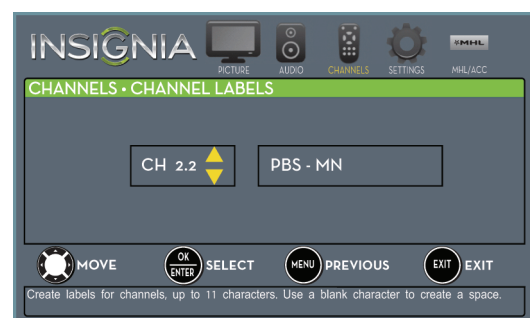 INSIGNIA
PICTURE AUDIO CHANNELS SETTINGS MHL MHL/ACC
CHANNELS • CHANNEL LABELS
CH 2.2 PBS - MN
MOVE OK ENTER SELECT MENU PREVIOUS EXIT EXIT
Create labels for channels, up to 11 characters. Use a blank character to create a space.